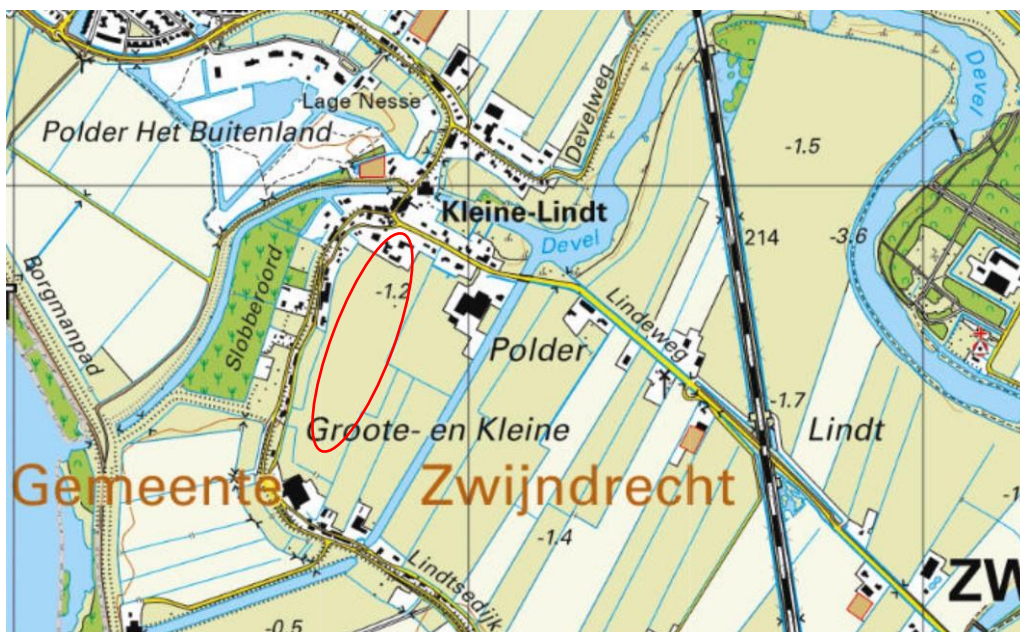 Lage Nesse
Polder Het Buitenland
Develweg
Devel
-1.5
Kleine-Lindt
Devel
214
-3.6
Borgmanpad
Slobberoord
-1.2
Lindeweg
Polder
-1.7
Groote- en Kleine
Lindt
Gemeente Zwijndrecht
-1.4
Lindtsedijk
ZW
-0.5